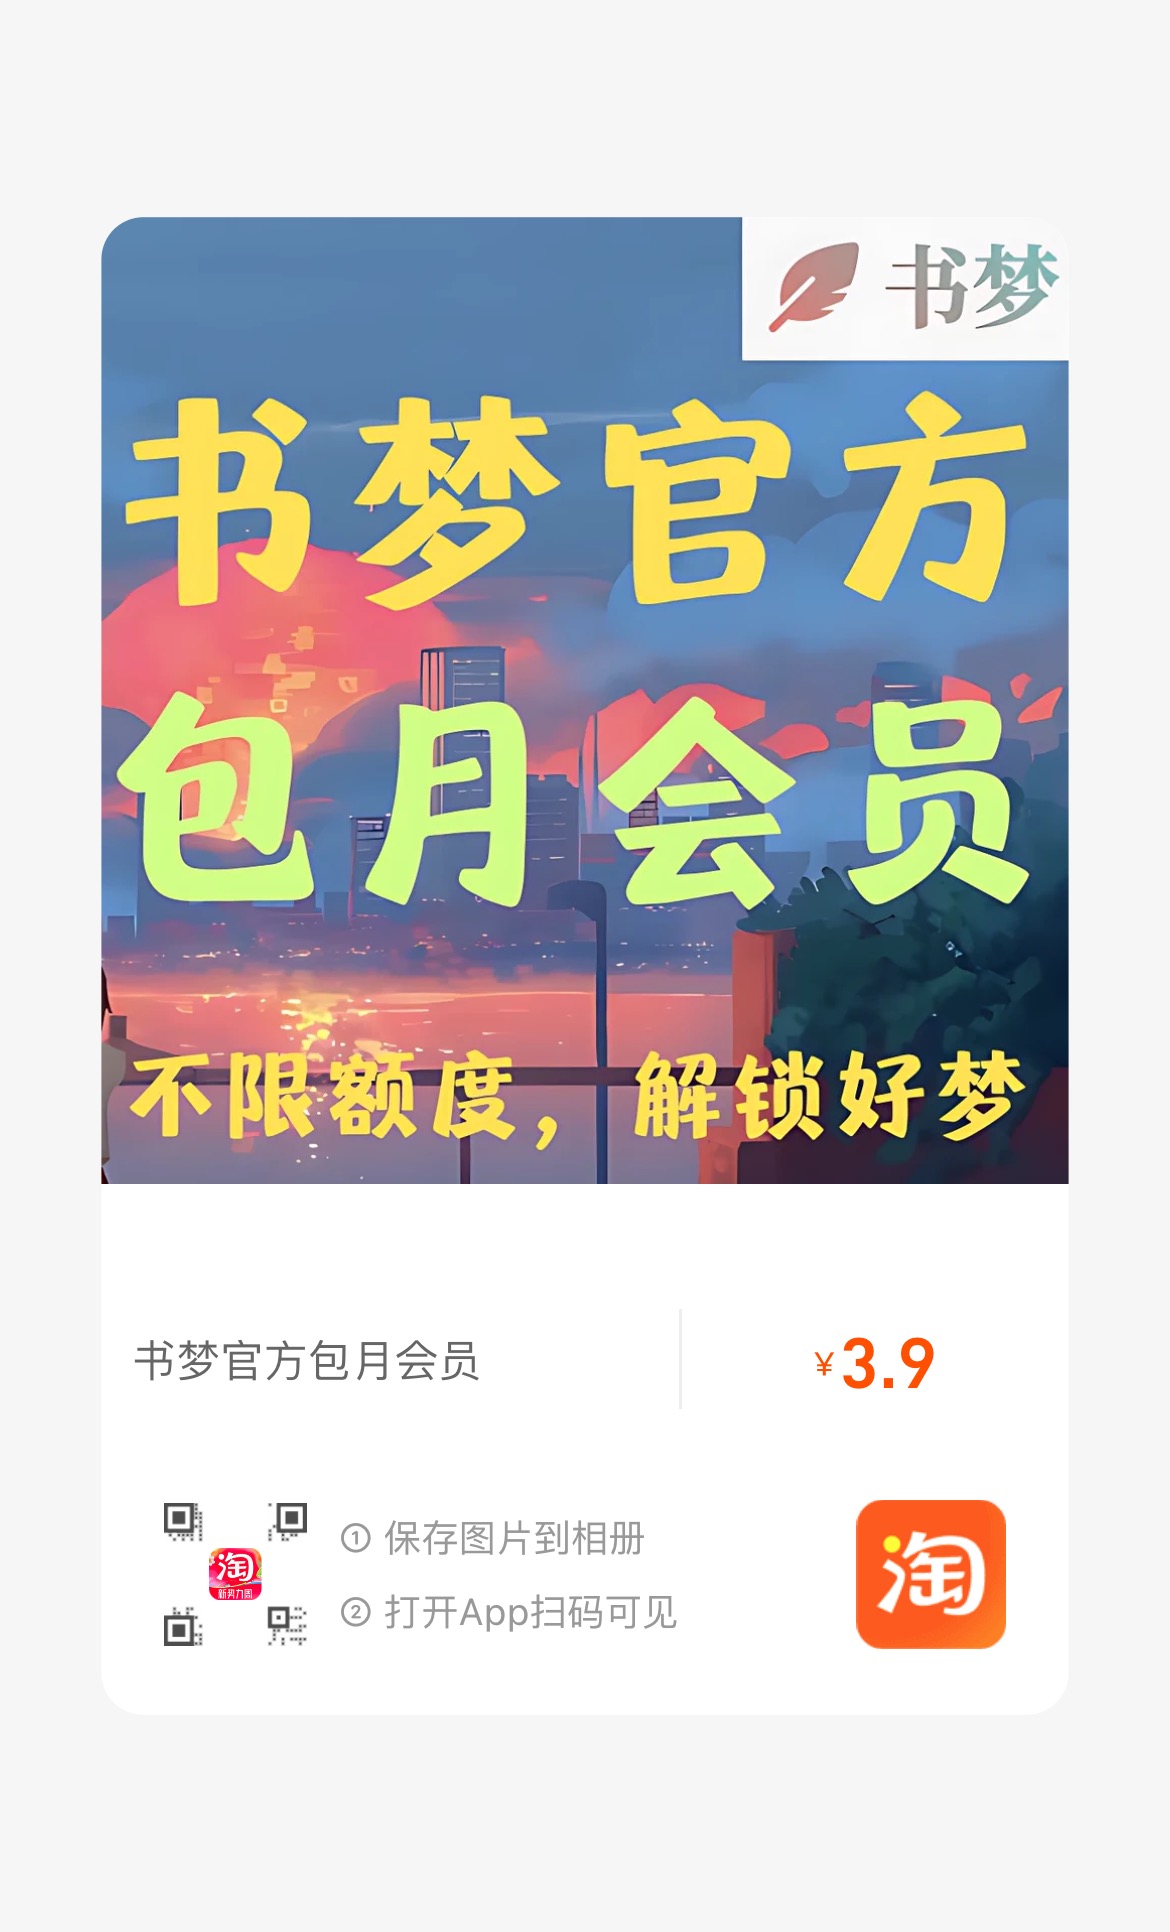 书梦
书梦官方
包月会员
不限额度，解锁好梦
书梦官方包月会员
¥3.9
① 保存图片到相册
淘
新势力周
② 打开App扫码可见
淘